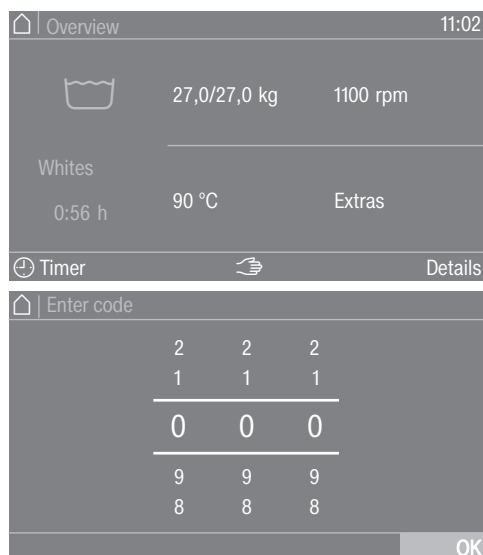 Overview 11:02
27,0/27,0 kg 1100 rpm
Whites
0:56 h
90 °C Extras
Timer Details
Enter code
2 2 2
1 1 1
0 0 0
9 9 9
8 8 8
OK